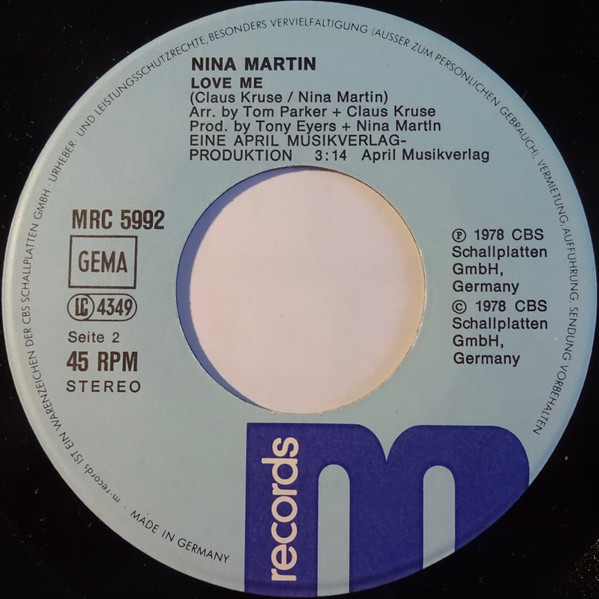 NINA MARTIN
LOVE ME
(Claus Kruse / Nina Martin)
Arr. by Tom Parker + Claus Kruse
Prod. by Tony Eyers + Nina Martin
EINE APRIL MUSIKVERLAG-
PRODUKTION 3:14 April Musikverlag
MRC 5992
GEMA
LC 4349
Seite 2
45 RPM
STEREO
℗ 1978 CBS
Schallplatten
GmbH,
Germany
© 1978 CBS
Schallplatten
GmbH,
Germany
records
m
m-records IST EIN WARENZEICHEN DER CBS SCHALLPLATTEN GMBH · URHEBER- UND LEISTUNGSSCHUTZRECHTE, BESONDERS VERVIELFÄLTIGUNG (AUSSER ZUM PERSÖNLICHEN GEBRAUCH), VERMIETUNG, AUFFÜHRUNG, SENDUNG VORBEHALTEN
MADE IN GERMANY